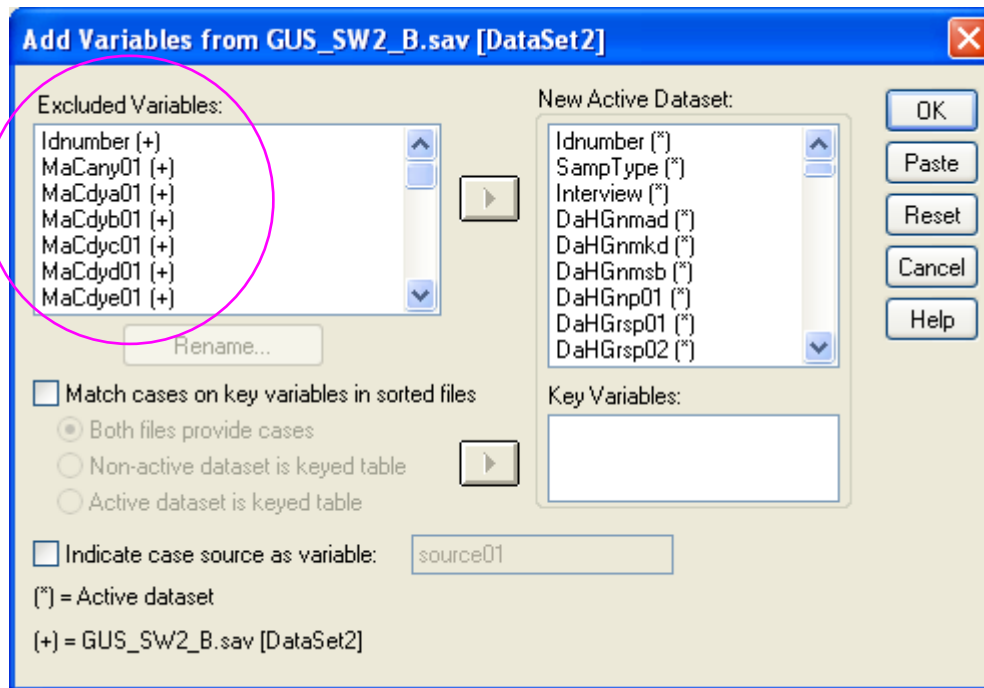 Add Variables from GUS_SW2_B.sav [DataSet2]
Excluded Variables:
Idnumber (+)
MaCany01 (+)
MaCdya01 (+)
MaCdyb01 (+)
MaCdyc01 (+)
MaCdyd01 (+)
MaCdye01 (+)
Rename...
New Active Dataset:
Idnumber (*)
SampType (*)
Interview (*)
DaHGnmad (*)
DaHGnmkd (*)
DaHGnmsb (*)
DaHGnp01 (*)
DaHGrsp01 (*)
DaHGrsp02 (*)
OK
Paste
Reset
Cancel
Help
Match cases on key variables in sorted files
Both files provide cases
Non-active dataset is keyed table
Active dataset is keyed table
Key Variables:
Indicate case source as variable:
source01
(*) = Active dataset
(+) = GUS_SW2_B.sav [DataSet2]